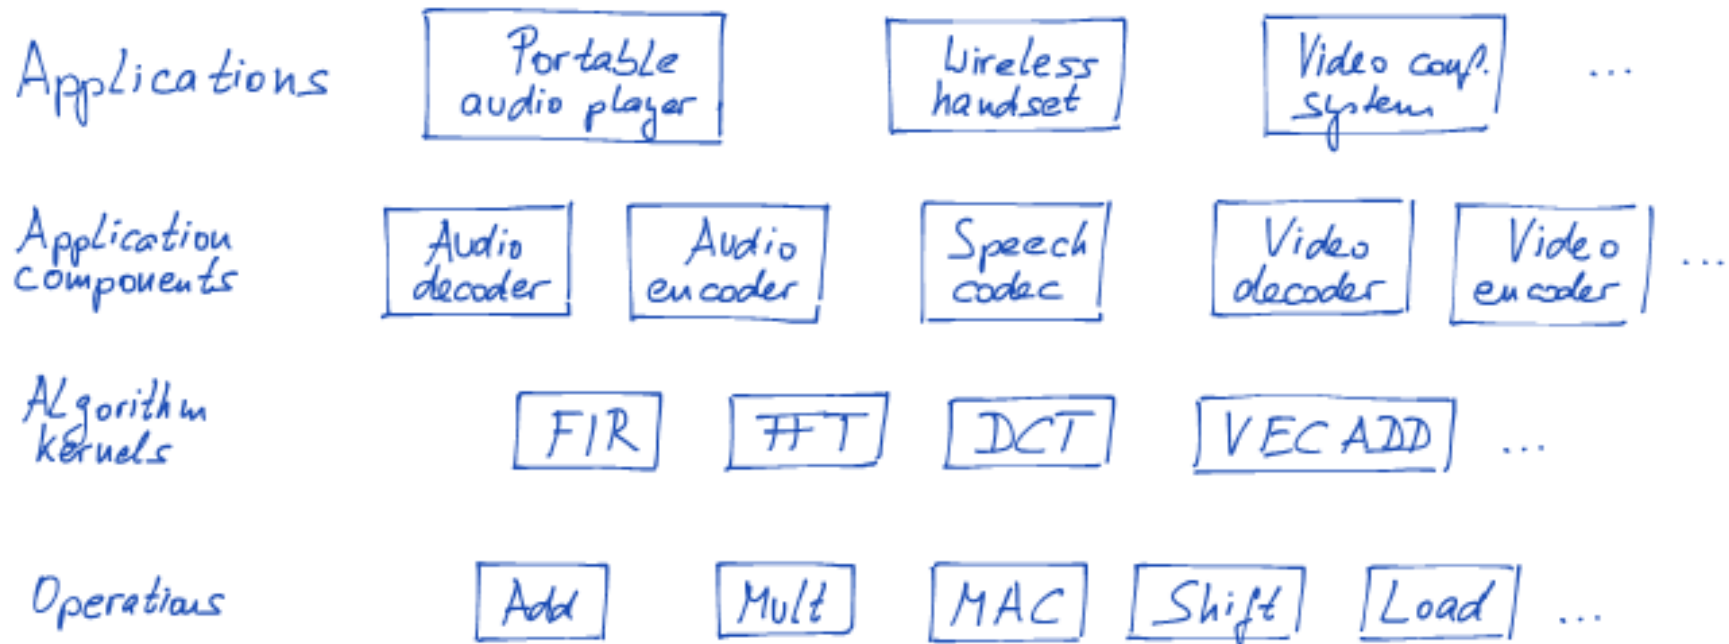 Applications
Portable
audio player
Wireless
handset
Video conf.
system
...
Application
components
Audio
decoder
Audio
encoder
Speech
codec
Video
decoder
Video
encoder
...
Algorithm
kernels
FIR
FFT
DCT
VEC ADD
...
Operations
Add
Mult
MAC
Shift
Load
...